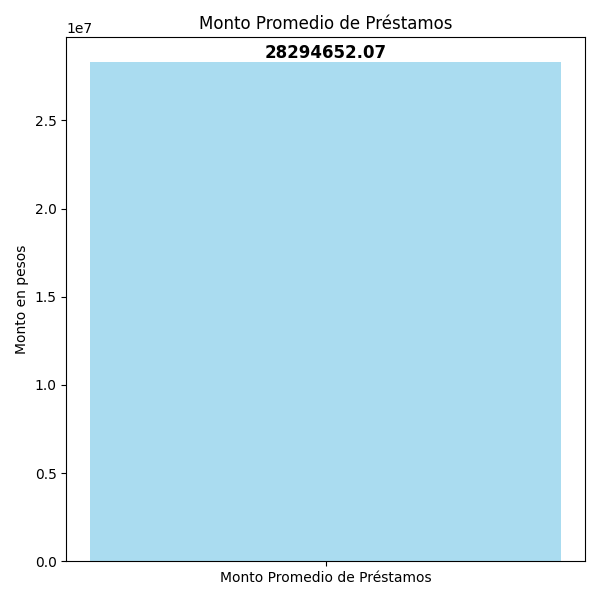 Monto Promedio de Préstamos
1e7
28294652.07
2.5
2.0
1.5
1.0
0.5
0.0
Monto en pesos
Monto Promedio de Préstamos